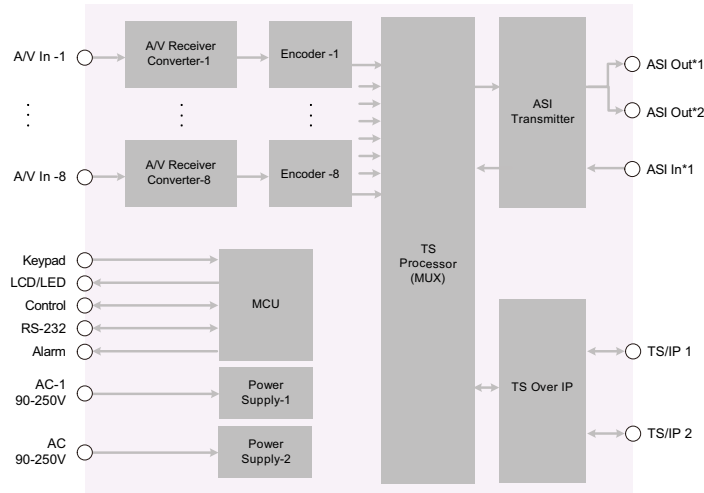 A/V In -1
A/V Receiver
Converter-1
Encoder -1
A/V In -8
A/V Receiver
Converter-8
Encoder -8
TS
Processor
(MUX)
ASI
Transmitter
ASI Out*1
ASI Out*2
ASI In*1
Keypad
LCD/LED
Control
RS-232
Alarm
MCU
AC-1
90-250V
Power
Supply-1
AC
90-250V
Power
Supply-2
TS Over IP
TS/IP 1
TS/IP 2